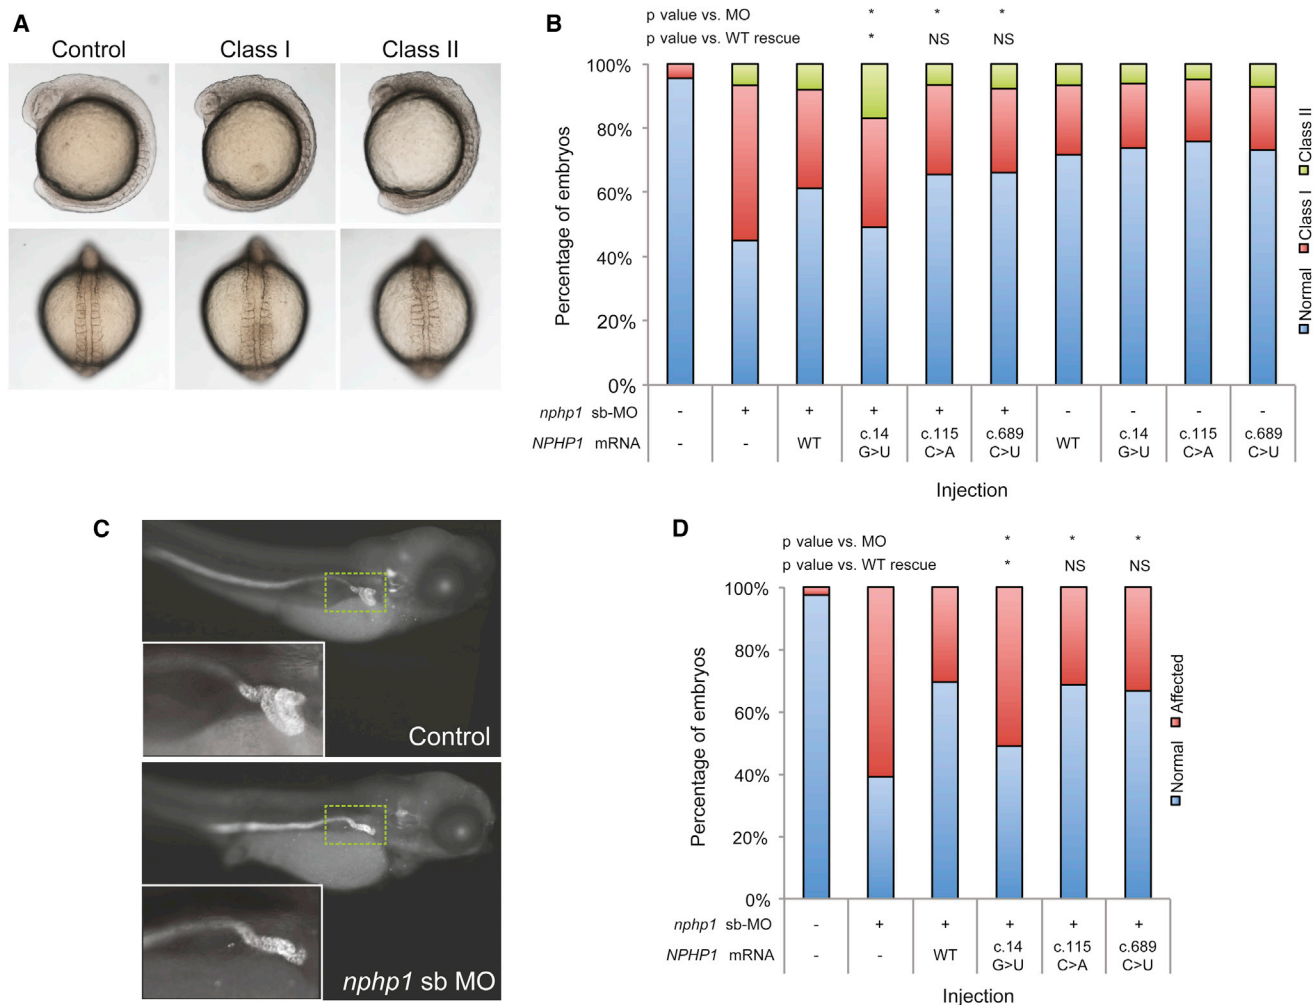 A
Control Class I Class II
B
p value vs. MO * * *
p value vs. WT rescue * NS NS
100%
80%
60%
40%
20%
0%
Percentage of embryos
Normal Class I Class II
nphp1 sb-MO - + + + + + - - - -
NPHP1 mRNA - - WT c.14 G>U c.115 C>A c.689 C>U WT c.14 G>U c.115 C>A c.689 C>U
Injection
C
Control
nphp1 sb MO
D
p value vs. MO * * *
p value vs. WT rescue * NS NS
100%
80%
60%
40%
20%
0%
Percentage of embryos
Normal Affected
nphp1 sb-MO - + + + + +
NPHP1 mRNA - - WT c.14 G>U c.115 C>A c.689 C>U
Injection